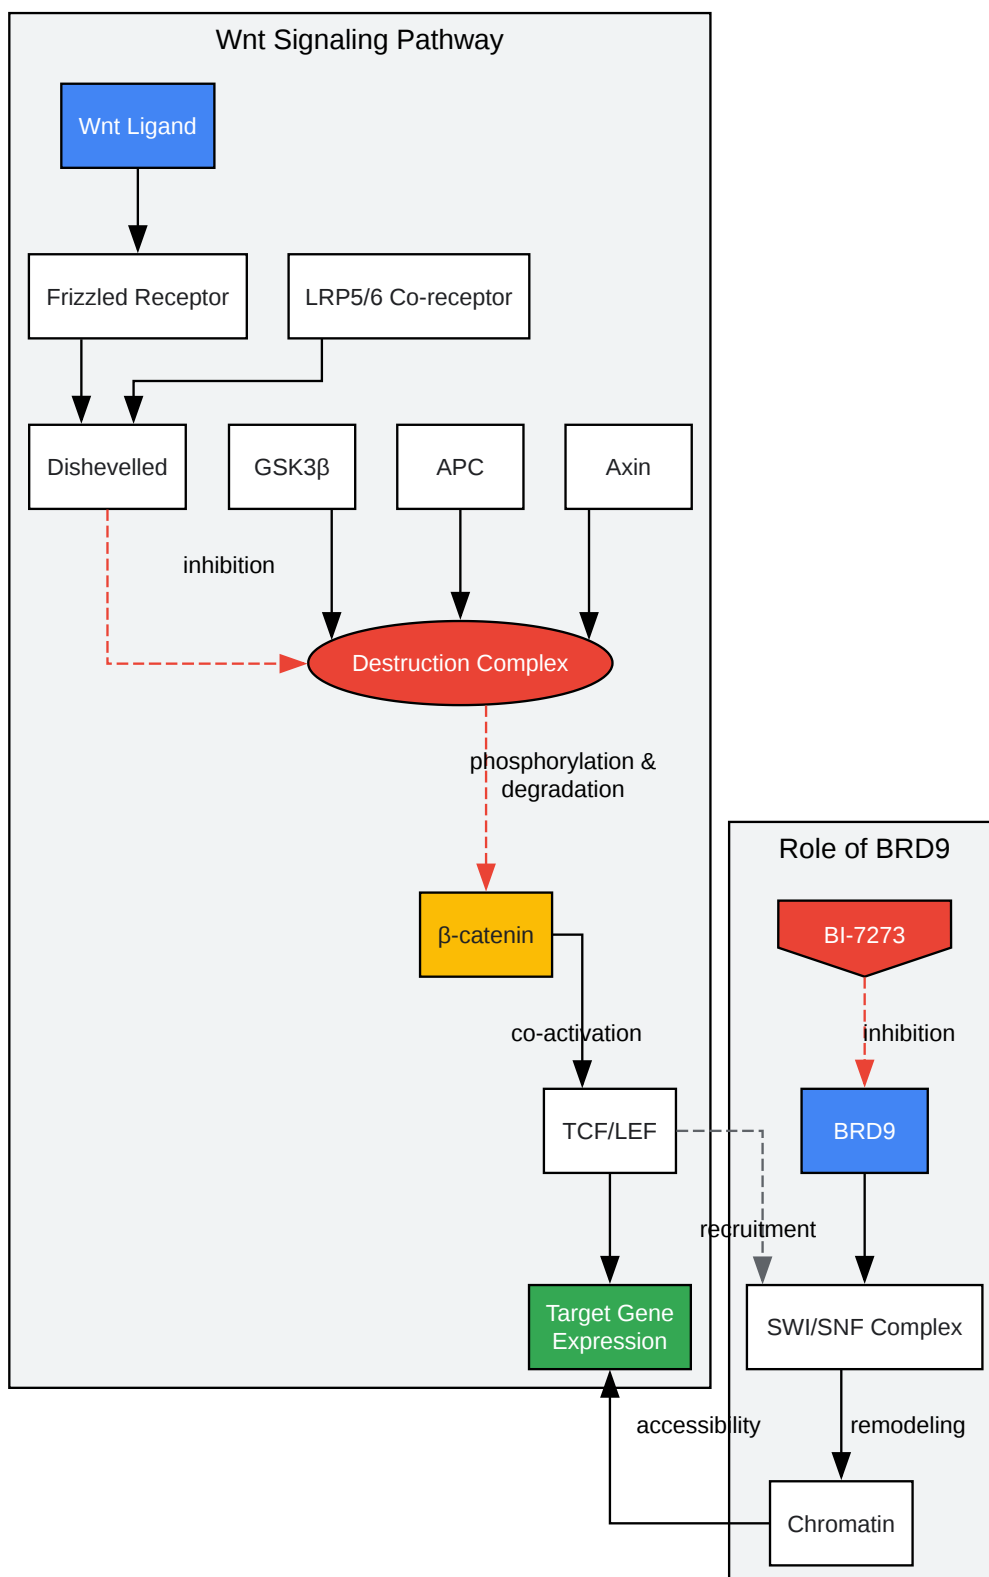 Wnt Signaling Pathway
Wnt Ligand
Frizzled Receptor
LRP5/6 Co-receptor
Dishevelled
GSK3β
APC
Axin
inhibition
Destruction Complex
phosphorylation &
degradation
β-catenin
co-activation
TCF/LEF
recruitment
Target Gene
Expression
accessibility
Role of BRD9
BI-7273
inhibition
BRD9
SWI/SNF Complex
remodeling
Chromatin